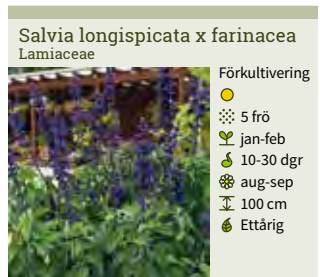 Salvia longispicata x farinacea
Lamiaceae
Förkultivering
5 frö
jan-feb
10-30 dgr
aug-sep
100 cm
Ettårig